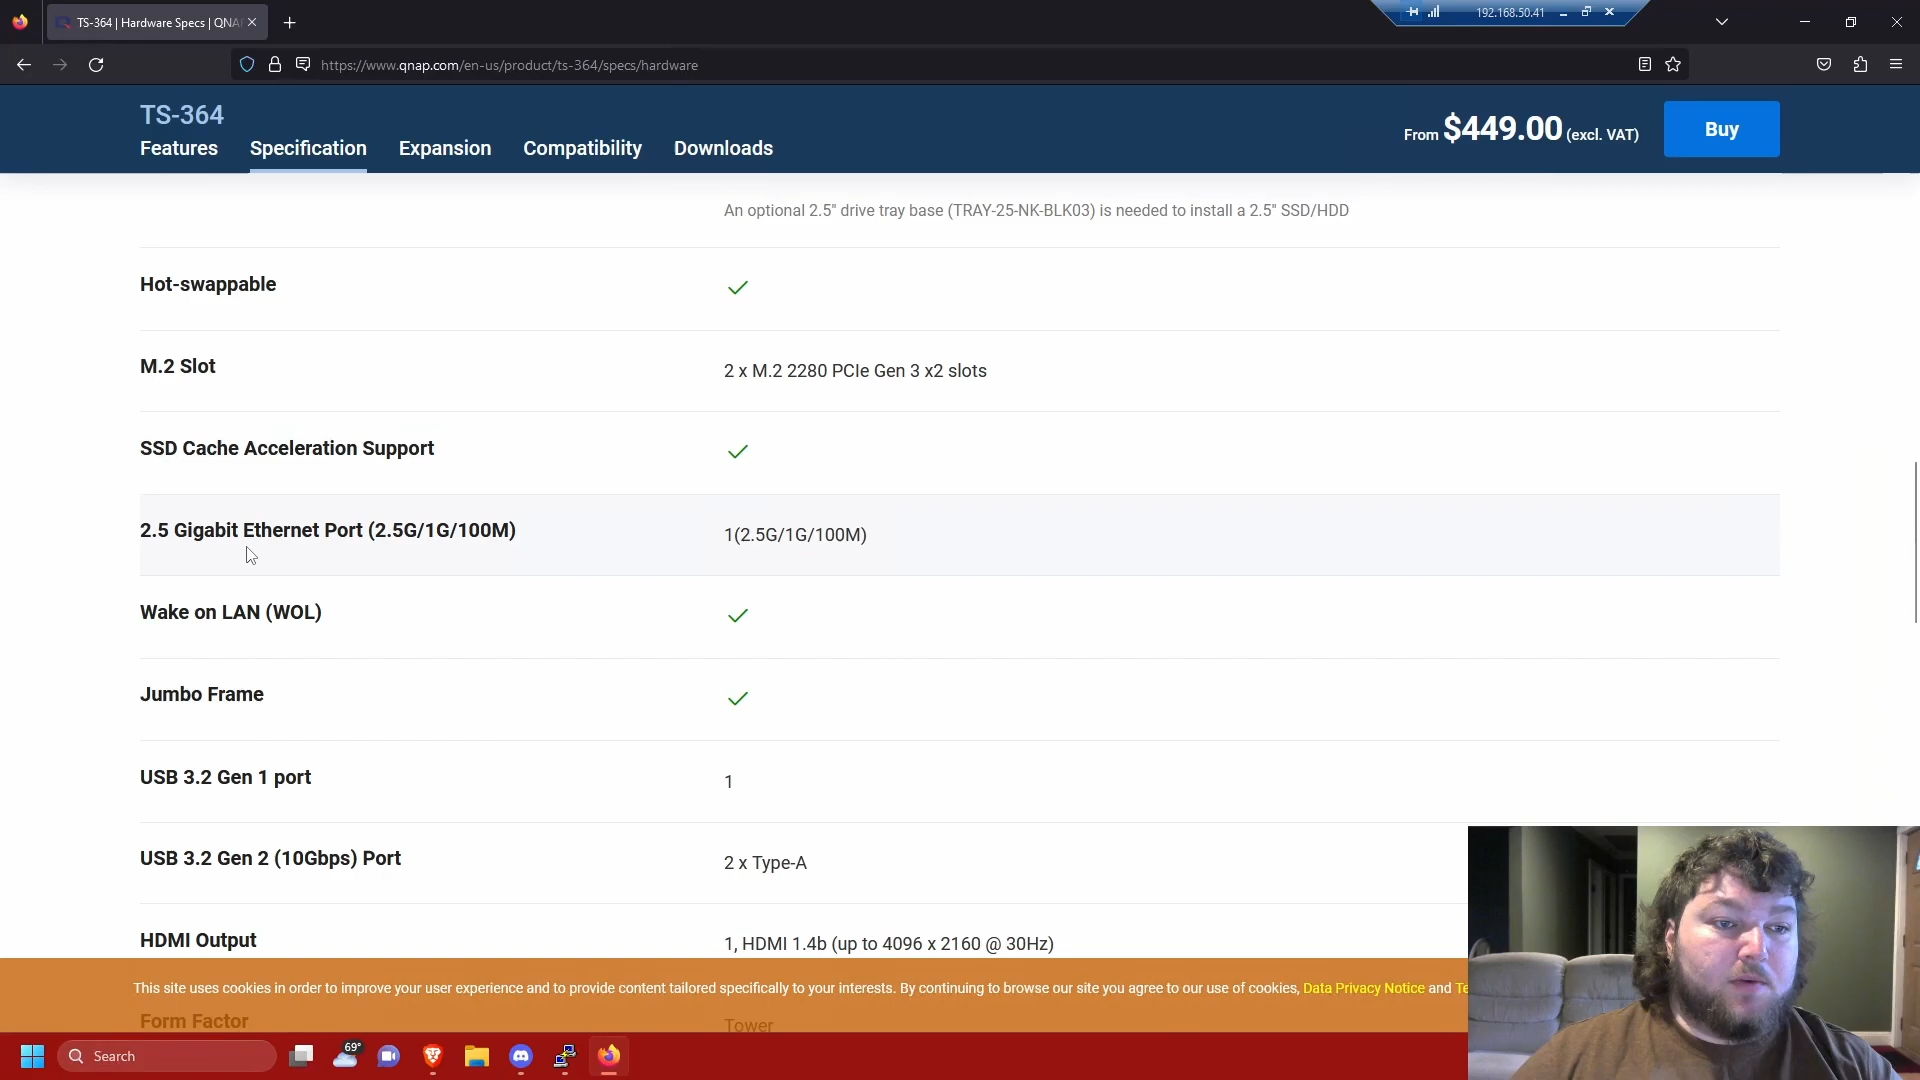 TS-364 | Hardware Specs | QNA
192.168.50.41
https://www.qnap.com/en-us/product/ts-364/specs/hardware
TS-364
Features Specification Expansion Compatibility Downloads
From $449.00 (excl. VAT)
Buy
An optional 2.5" drive tray base (TRAY-25-NK-BLK03) is needed to install a 2.5" SSD/HDD
Hot-swappable
M.2 Slot 2 x M.2 2280 PCIe Gen 3 x2 slots
SSD Cache Acceleration Support
2.5 Gigabit Ethernet Port (2.5G/1G/100M) 1(2.5G/1G/100M)
Wake on LAN (WOL)
Jumbo Frame
USB 3.2 Gen 1 port 1
USB 3.2 Gen 2 (10Gbps) Port 2 x Type-A
HDMI Output 1, HDMI 1.4b (up to 4096 x 2160 @ 30Hz)
This site uses cookies in order to improve your user experience and to provide content tailored specifically to your interests. By continuing to browse our site you agree to our use of cookies, Data Privacy Notice and Te
Form Factor Tower
Search
69°